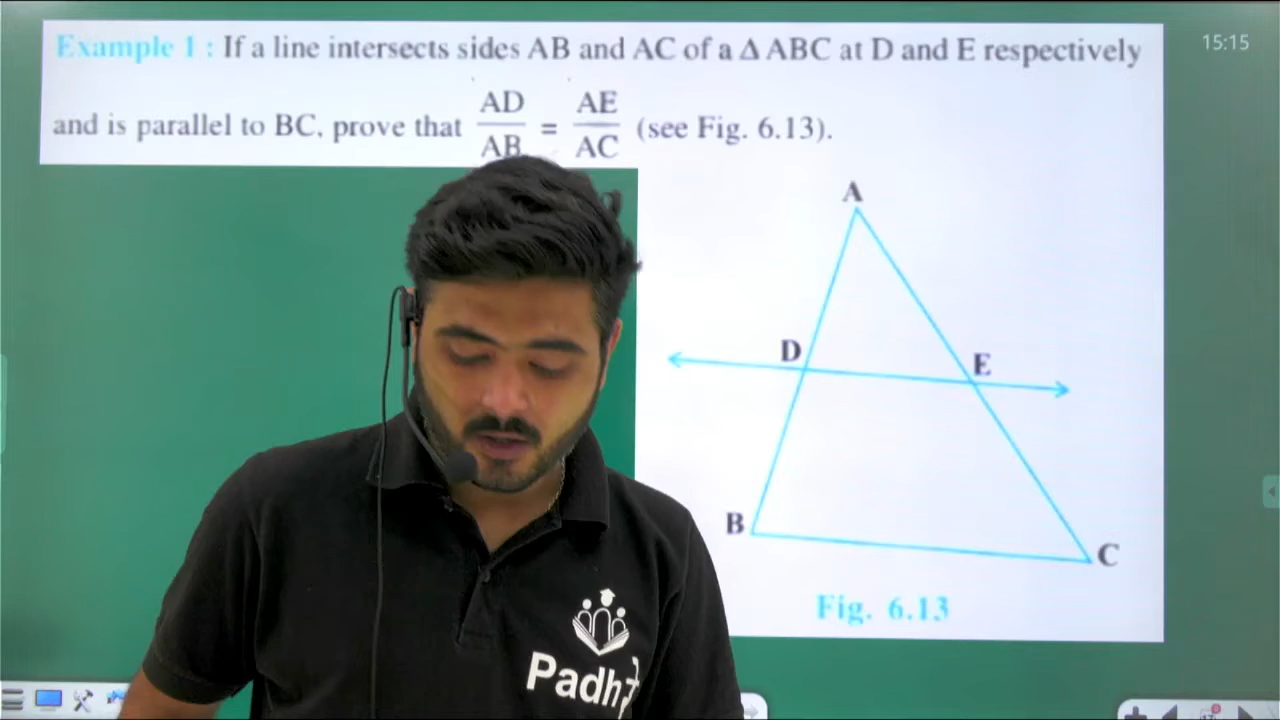 Example 1 : If a line intersects sides AB and AC of a Δ ABC at D and E respectively
and is parallel to BC, prove that AD/AB = AE/AC (see Fig. 6.13).
15:15
A
D
E
B
C
Fig. 6.13
Padh